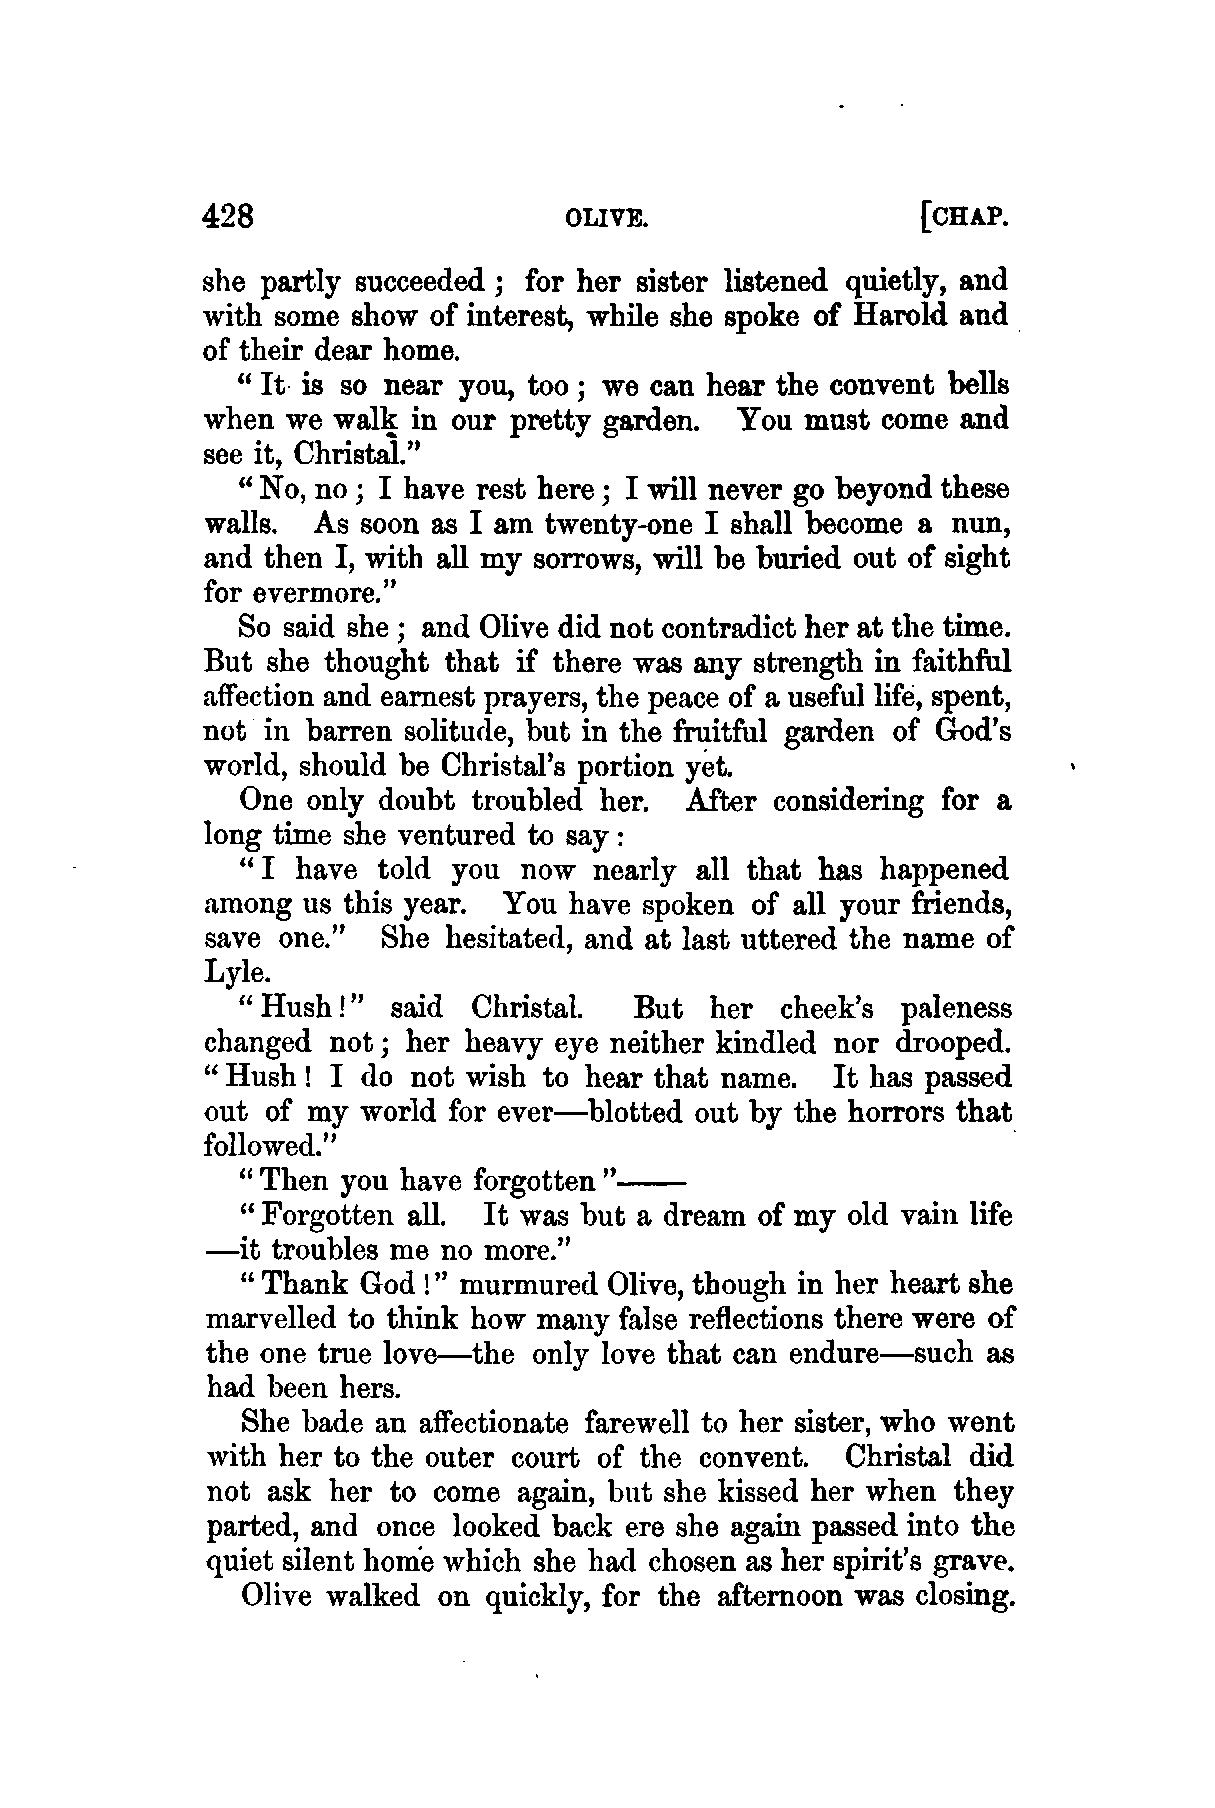 428 OLIVE. [CHAP.
she partly succeeded ; for her sister listened quietly, and
with some show of interest, while she spoke of Harold and
of their dear home.
“ It is so near you, too ; we can hear the convent bells
when we walk in our pretty garden. You must come and
see it, Christal.”
“ No, no ; I have rest here ; I will never go beyond these
walls. As soon as I am twenty-one I shall become a nun,
and then I, with all my sorrows, will be buried out of sight
for evermore.”
So said she ; and Olive did not contradict her at the time.
But she thought that if there was any strength in faithful
affection and earnest prayers, the peace of a useful life, spent,
not in barren solitude, but in the fruitful garden of God’s
world, should be Christal’s portion yet.
One only doubt troubled her. After considering for a
long time she ventured to say :
“ I have told you now nearly all that has happened
among us this year. You have spoken of all your friends,
save one.” She hesitated, and at last uttered the name of
Lyle.
“ Hush ! ” said Christal. But her cheek’s paleness
changed not ; her heavy eye neither kindled nor drooped.
“ Hush ! I do not wish to hear that name. It has passed
out of my world for ever—blotted out by the horrors that
followed.”
“ Then you have forgotten ”——
“ Forgotten all. It was but a dream of my old vain life
—it troubles me no more.”
“ Thank God ! ” murmured Olive, though in her heart she
marvelled to think how many false reflections there were of
the one true love—the only love that can endure—such as
had been hers.
She bade an affectionate farewell to her sister, who went
with her to the outer court of the convent. Christal did
not ask her to come again, but she kissed her when they
parted, and once looked back ere she again passed into the
quiet silent home which she had chosen as her spirit’s grave.
Olive walked on quickly, for the afternoon was closing.